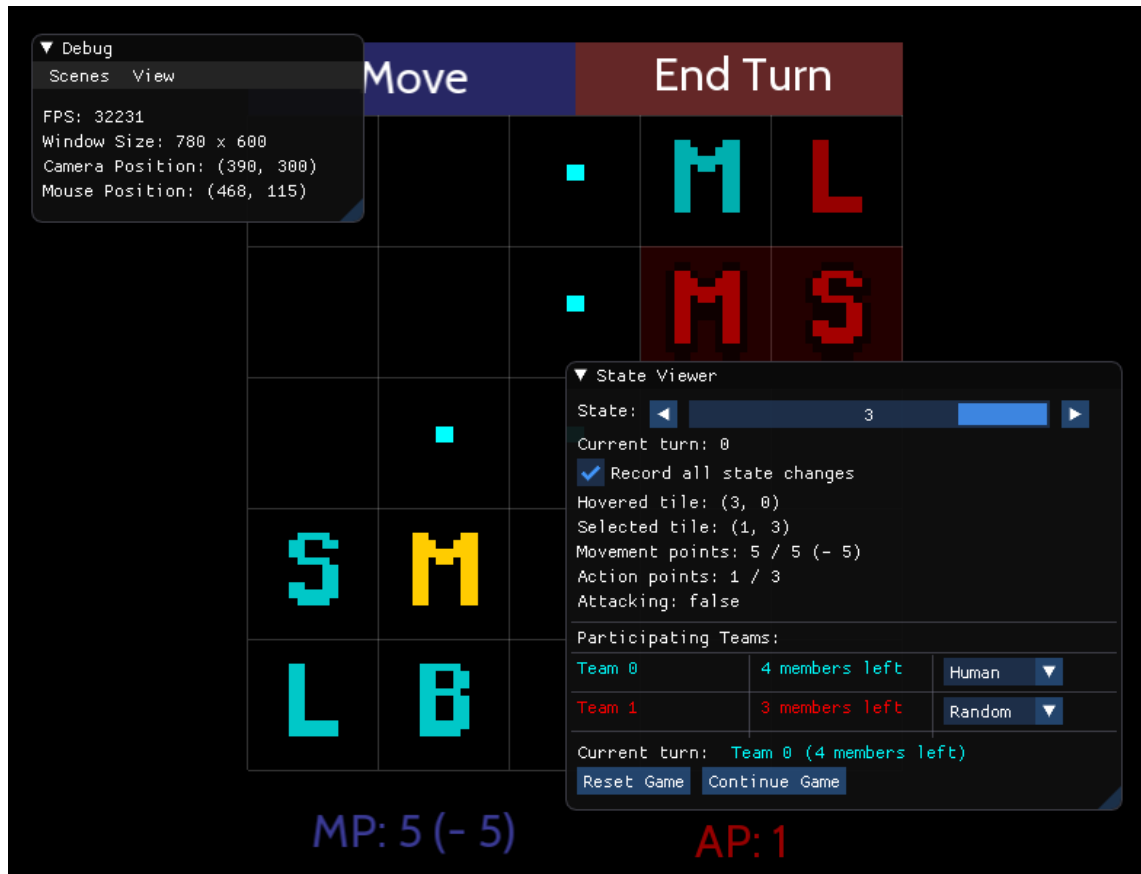 ▼ Debug
Scenes View
FPS: 32231
Window Size: 780 x 600
Camera Position: (390, 300)
Mouse Position: (468, 115)
Move
End Turn
M L
M S
▼ State Viewer
State: ◀ 3 ▶
Current turn: 0
Record all state changes
Hovered tile: (3, 0)
Selected tile: (1, 3)
Movement points: 5 / 5 (- 5)
Action points: 1 / 3
Attacking: false
Participating Teams:
Team 0 4 members left Human ▼
Team 1 3 members left Random ▼
Current turn: Team 0 (4 members left)
Reset Game Continue Game
S M
L B
MP: 5 (- 5)
AP: 1